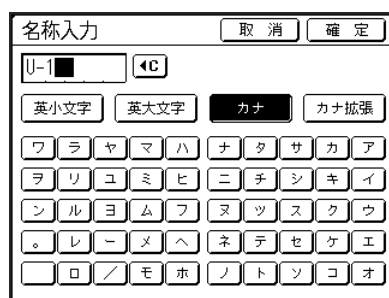 名称入力 取消 確定
U-1 C
英小文字 英大文字 カナ カナ拡張
ワ ラ ヤ マ ハ ナ タ サ カ ア
ヲ リ ユ ミ ヒ ニ チ シ キ イ
ン ル ヨ ム フ ヌ ツ ス ク ウ
。 レ ー メ ヘ ネ テ セ ケ エ
ロ / モ ホ ノ ト ソ コ オ